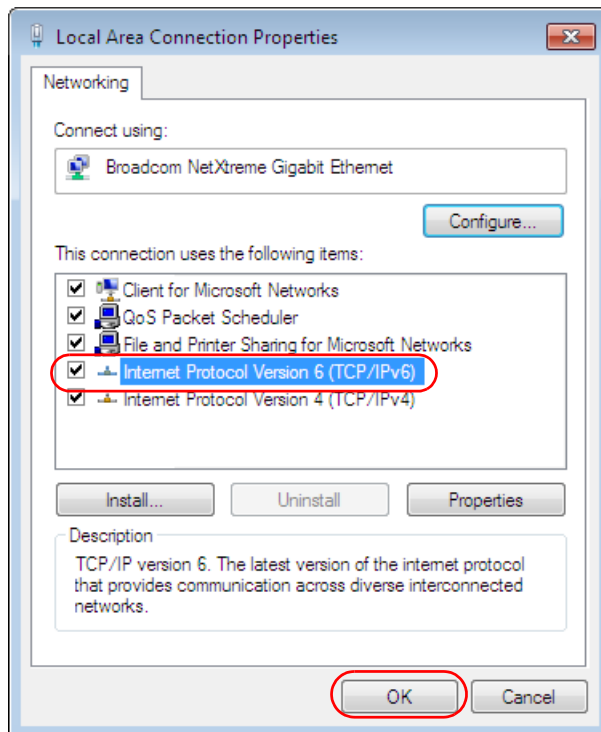 Local Area Connection Properties
Networking
Connect using:
Broadcom NetXtreme Gigabit Ethernet
Configure...
This connection uses the following items:
Client for Microsoft Networks
QoS Packet Scheduler
File and Printer Sharing for Microsoft Networks
Internet Protocol Version 6 (TCP/IPv6)
Internet Protocol Version 4 (TCP/IPv4)
Install...
Uninstall
Properties
Description
TCP/IP version 6. The latest version of the internet protocol
that provides communication across diverse interconnected
networks.
OK
Cancel